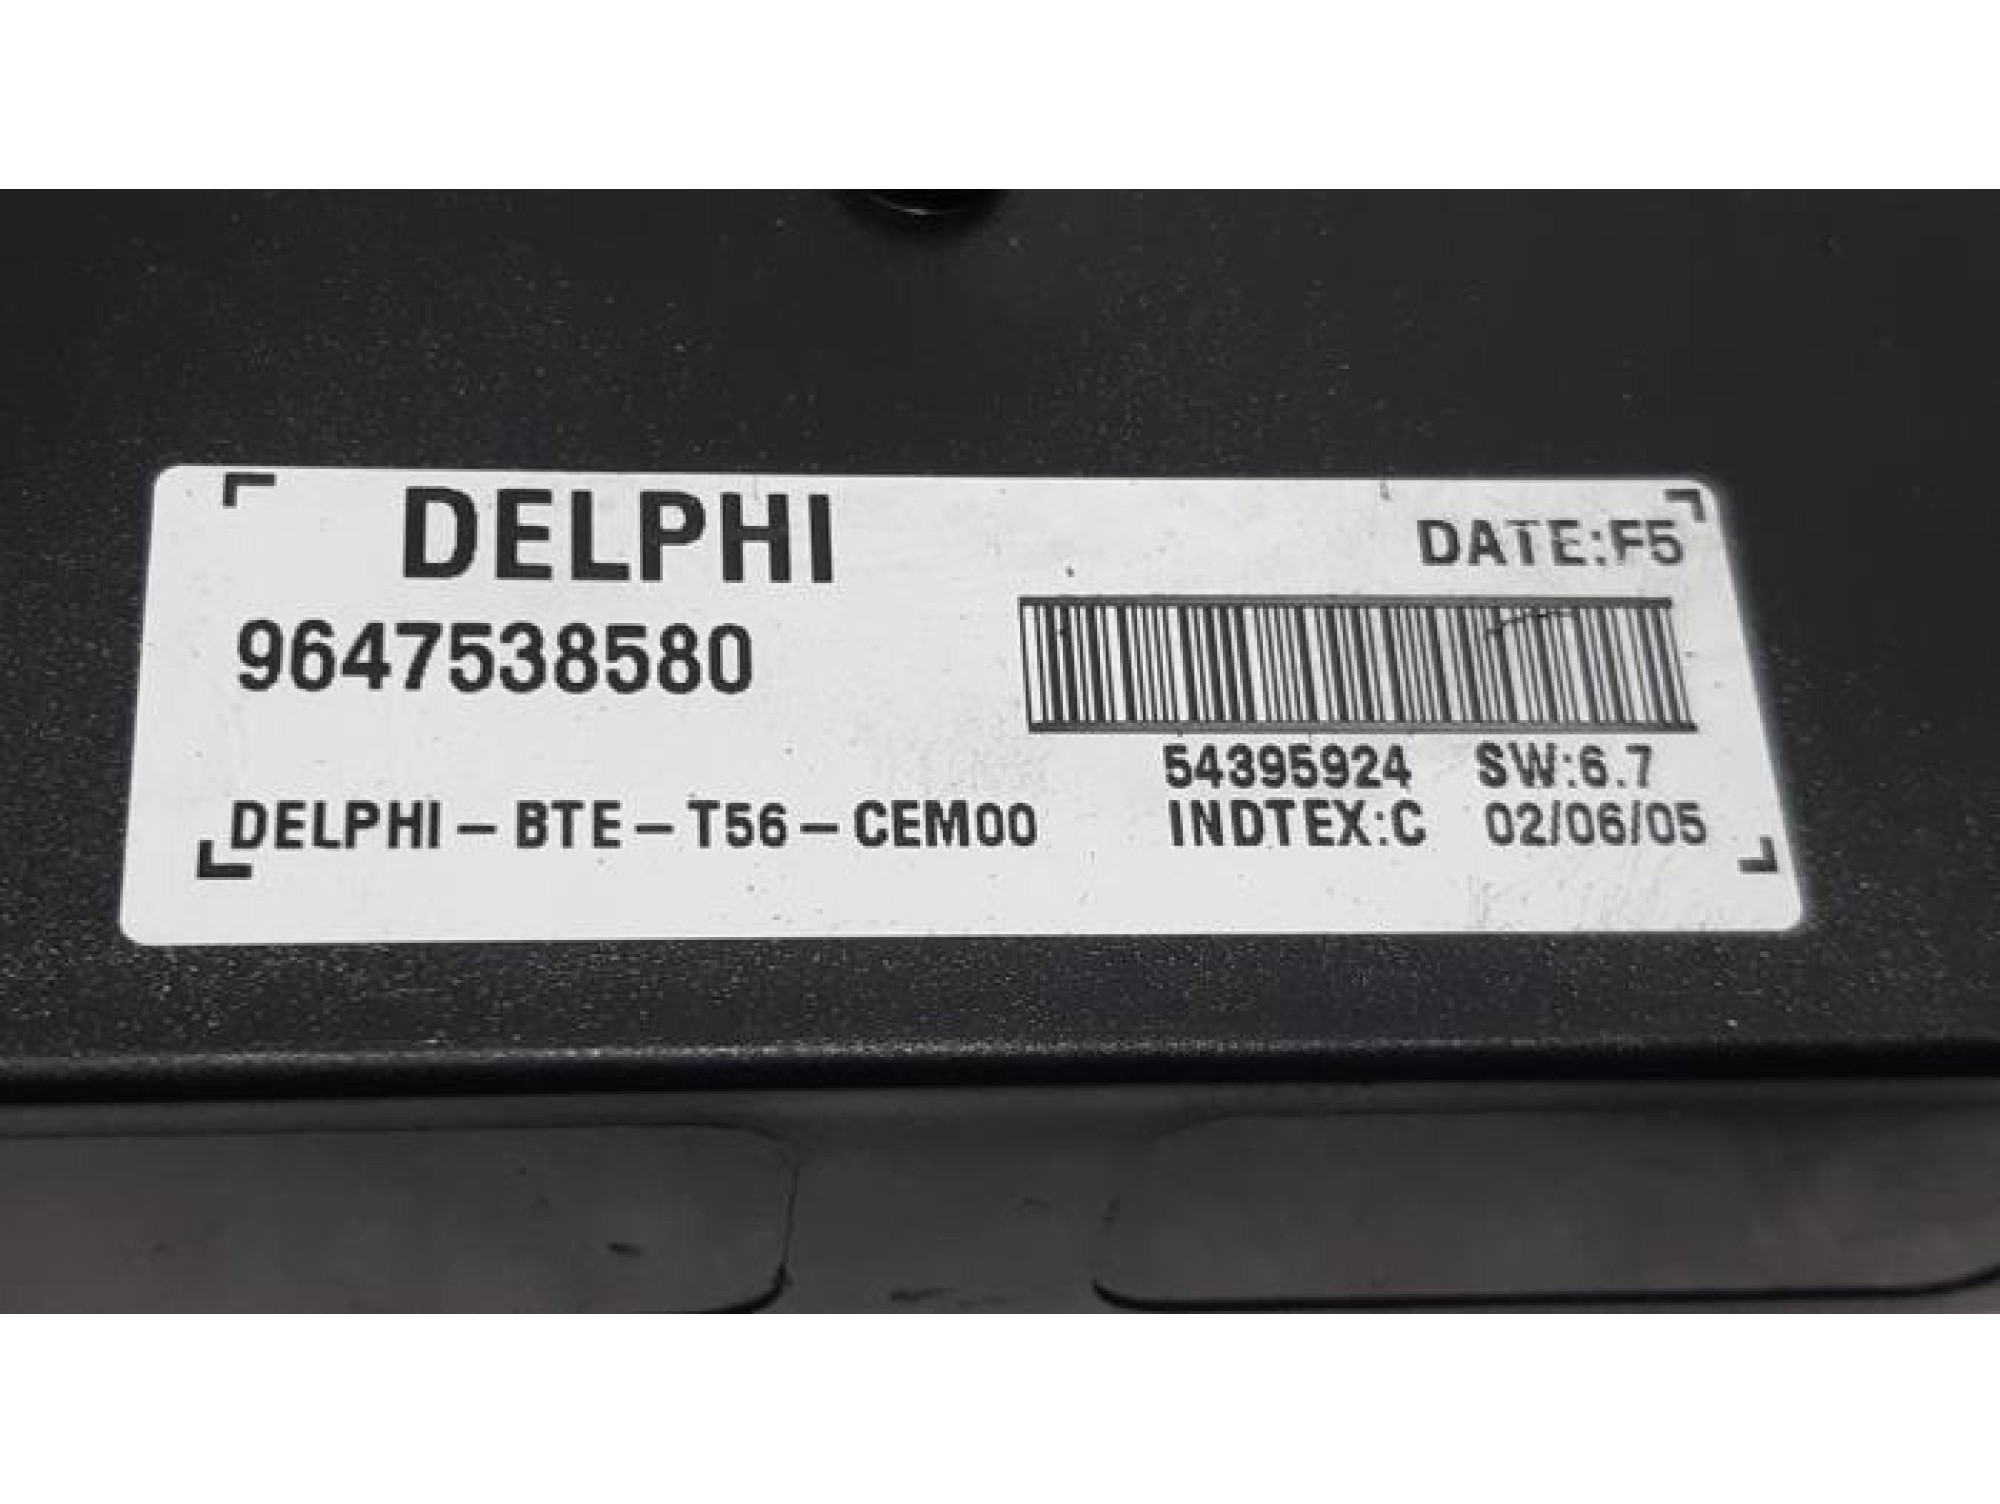 DELPHI
DATE:F5
9647538580
54395924 SW:6.7
DELPHI-BTE-T56-CEM00
INDTEX:C 02/06/05